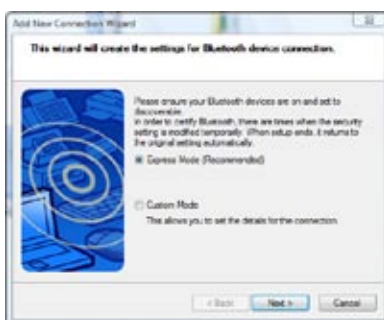 Add New Connection Wizard
This wizard will create the settings for Bluetooth device connection.
Please ensure your Bluetooth devices are on and set to
discoverable.
In order to certify Bluetooth, there are times when the security
setting is modified temporarily. When setup ends, it returns to
the original setting automatically.
Express Mode (Recommended)
Custom Mode
This allows you to set the details for the connection.
< Back
Next >
Cancel